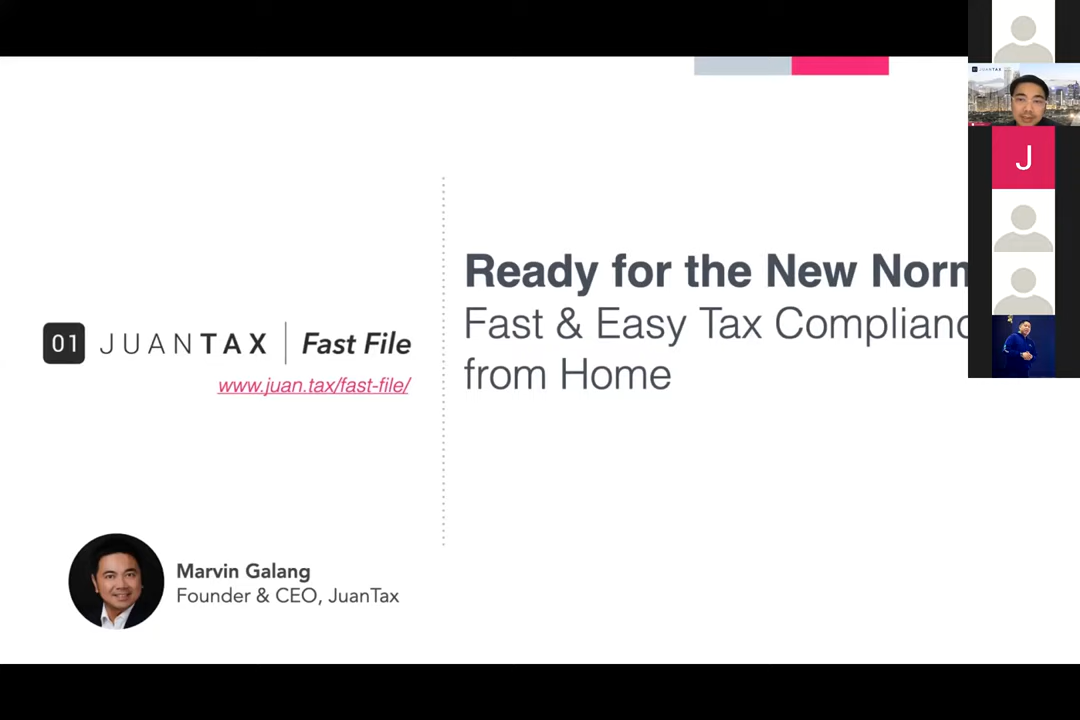 JUANTAX
J
Ready for the New Norm
Fast & Easy Tax Complianc
from Home
01 JUANTAX | Fast File
www.juan.tax/fast-file/
Marvin Galang
Founder & CEO, JuanTax